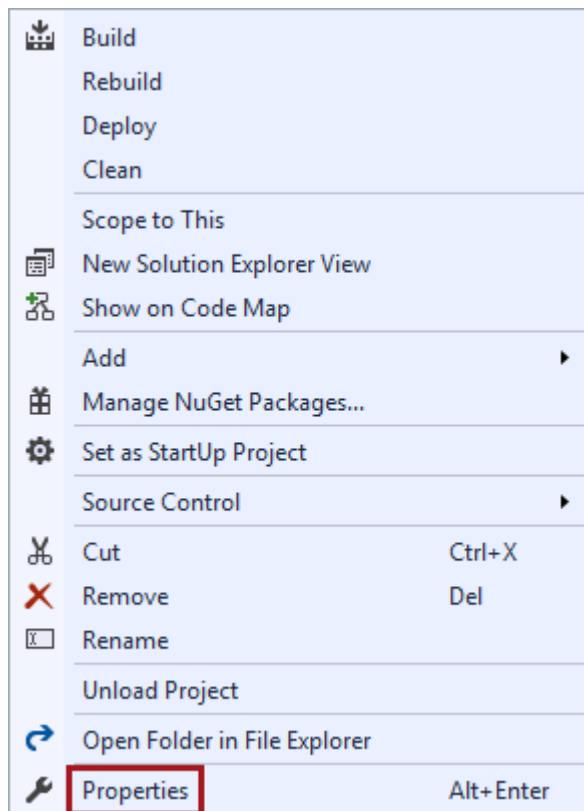 Build
Rebuild
Deploy
Clean
Scope to This
New Solution Explorer View
Show on Code Map
Add
Manage NuGet Packages...
Set as StartUp Project
Source Control
Cut Ctrl+X
Remove Del
Rename
Unload Project
Open Folder in File Explorer
Properties Alt+Enter